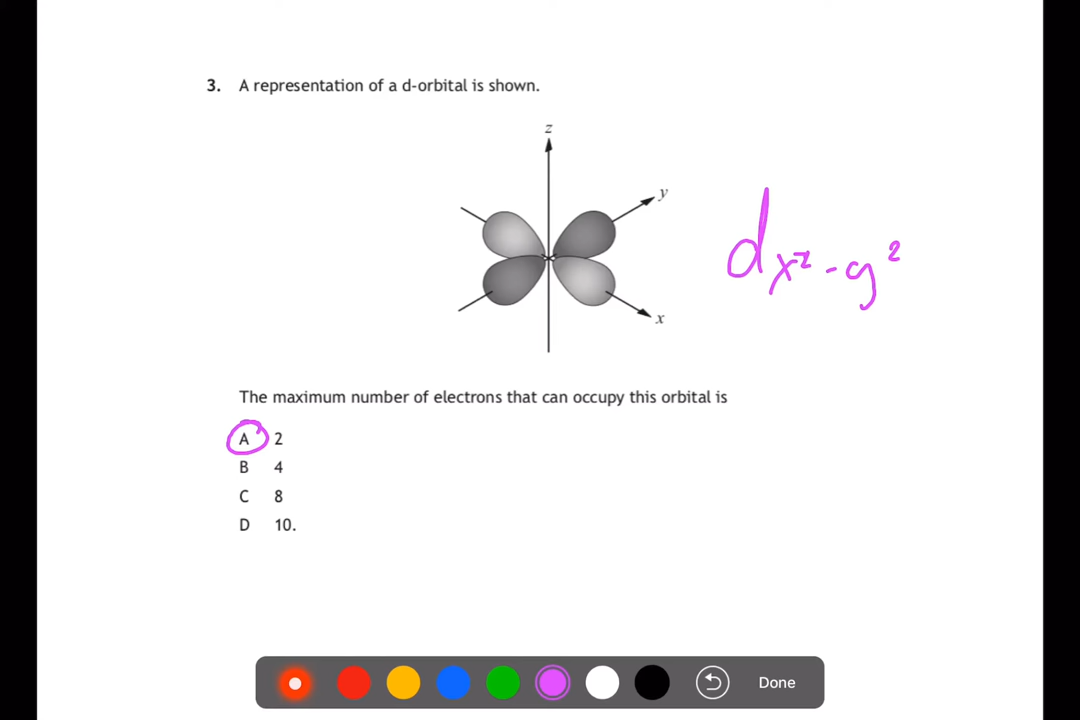 3. A representation of a d-orbital is shown.
z
y
d x² - y²
x
The maximum number of electrons that can occupy this orbital is
A 2
B 4
C 8
D 10.
Done